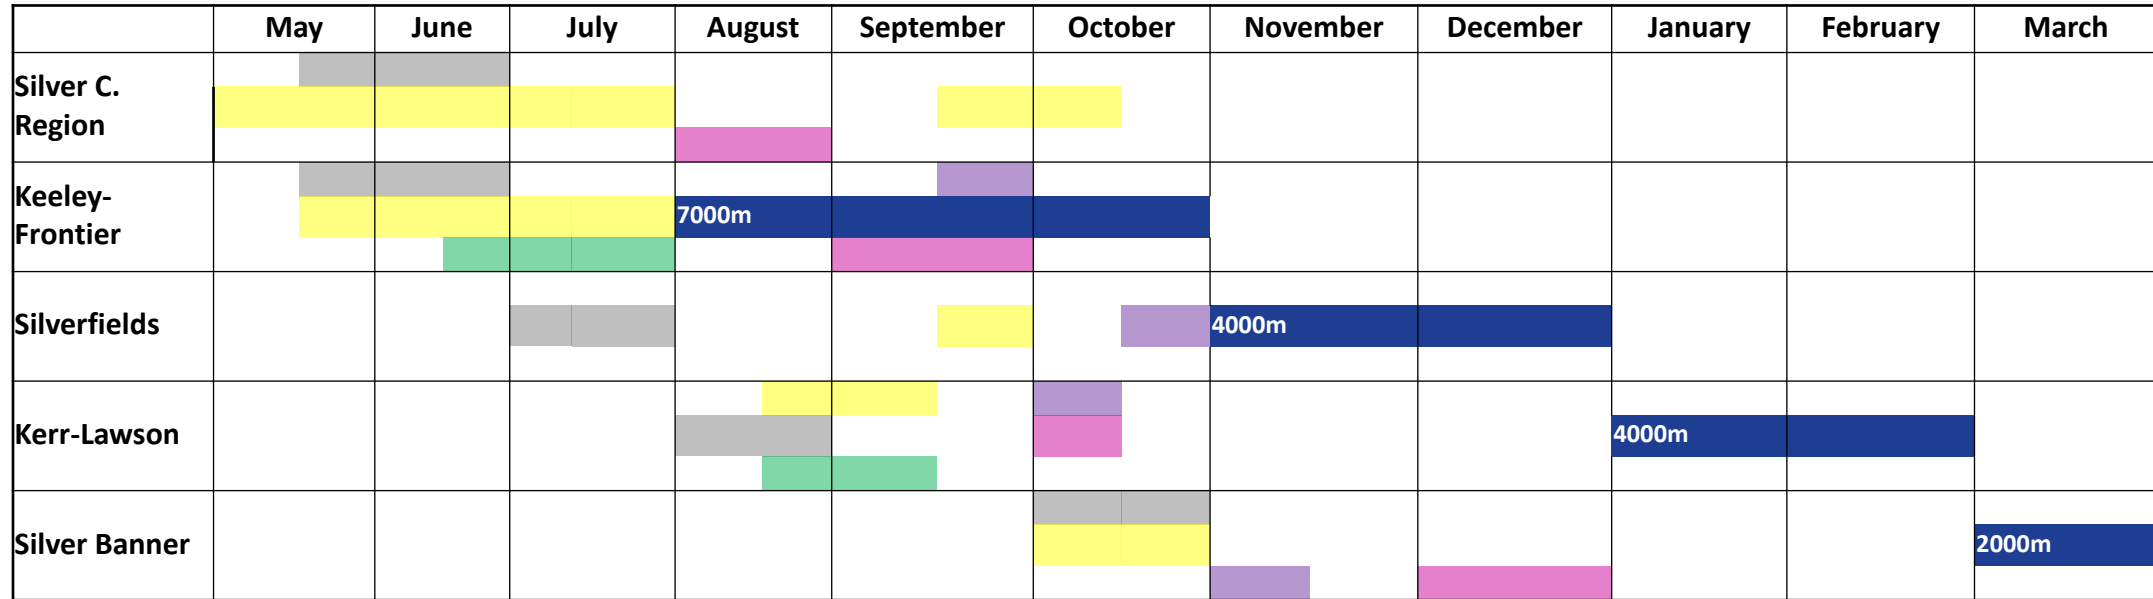 May June July August September October November December January February March
Silver C.
Region
Keeley-
Frontier
7000m
Silverfields
4000m
Kerr-Lawson
4000m
Silver Banner
2000m